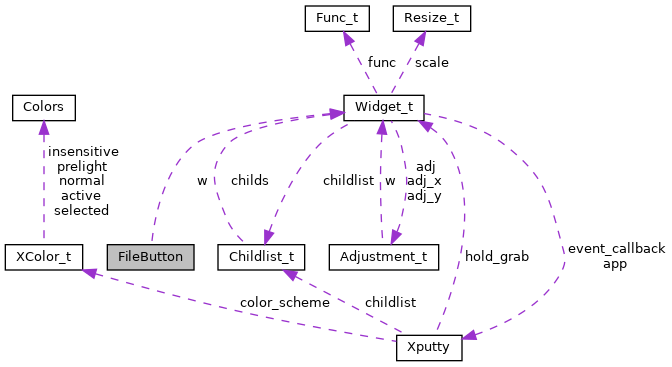 Func_t
Resize_t
func
scale
Colors
Widget_t
insensitive
prelight
normal
active
selected
w
childs
childlist
w
adj
adj_x
adj_y
XColor_t
FileButton
Childlist_t
Adjustment_t
hold_grab
event_callback
app
color_scheme
childlist
Xputty